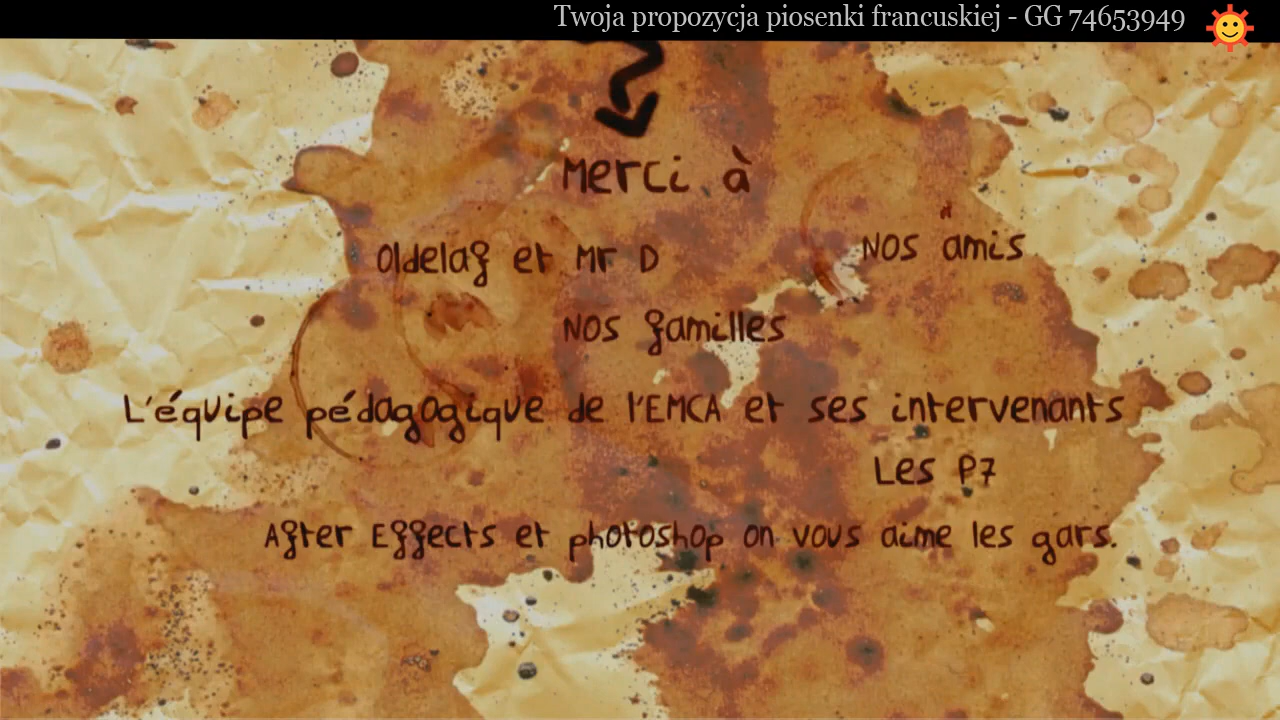 Twoja propozycja piosenki francuskiej - GG 74653949
Merci à
Oldelaf et Mr D
Nos amis
Nos familles
L'équipe pédagogique de l'EMCA et ses intervenants
Les P7
After Effects et photoshop on vous aime les gars.